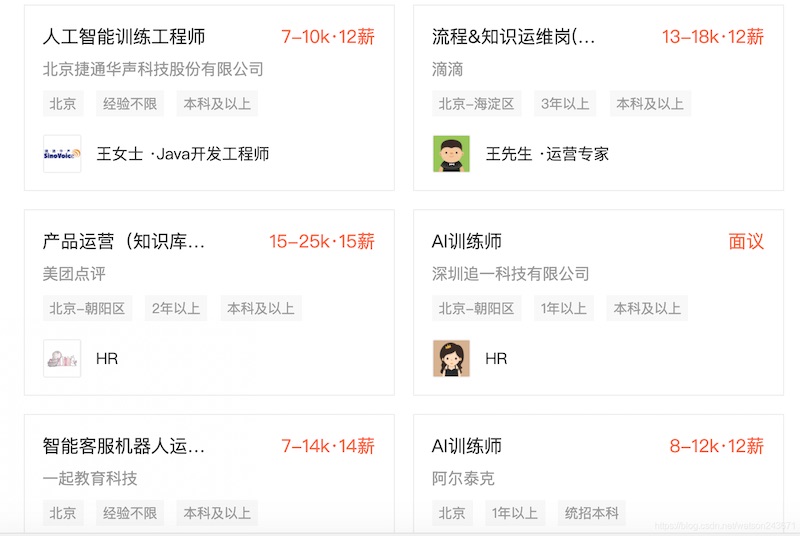 人工智能训练工程师 7-10k·12薪
北京捷通华声科技股份有限公司
北京 经验不限 本科及以上
SinoVoice 王女士 ·Java开发工程师
流程&知识运维岗(... 13-18k·12薪
滴滴
北京-海淀区 3年以上 本科及以上
王先生 ·运营专家
产品运营（知识库... 15-25k·15薪
美团点评
北京-朝阳区 2年以上 本科及以上
HR
AI训练师 面议
深圳追一科技有限公司
北京-朝阳区 1年以上 本科及以上
HR
智能客服机器人运... 7-14k·14薪
一起教育科技
北京 经验不限 本科及以上
AI训练师 8-12k·12薪
阿尔泰克
北京 1年以上 统招本科